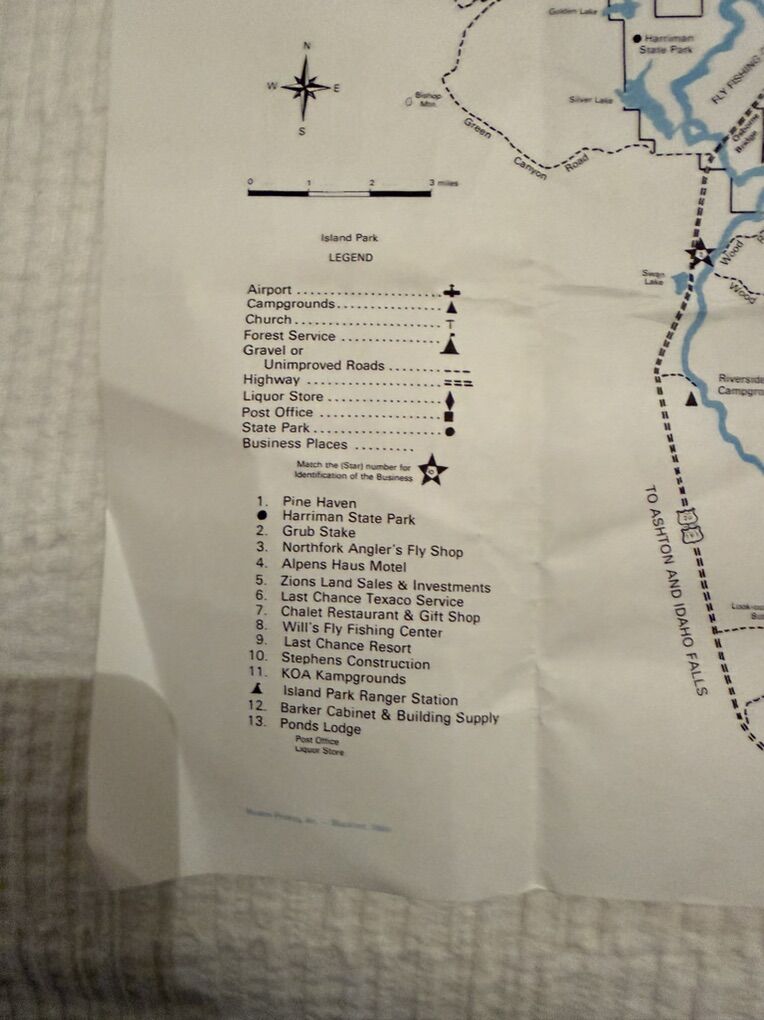 Golden Lake
Harriman
State Park
FLY FISHING
N
W E
S
Bishop
Mtn.
Silver Lake
Osborne
Bridge
Green Canyon Road
0 1 2 3 miles
Island Park
LEGEND
Swan
Lake
Wood
Wood
Airport
Campgrounds
Church
Forest Service
Gravel or
Unimproved Roads
Highway
Liquor Store
Post Office
State Park
Business Places
Riverside
Match the (Star) number for
Identification of the Business
1. Pine Haven
Harriman State Park
2. Grub Stake
3. Northfork Angler's Fly Shop
4. Alpens Haus Motel
5. Zions Land Sales & Investments
6. Last Chance Texaco Service
7. Chalet Restaurant & Gift Shop
8. Will's Fly Fishing Center
9. Last Chance Resort
10. Stephens Construction
11. KOA Kampgrounds
Island Park Ranger Station
12. Barker Cabinet & Building Supply
13. Ponds Lodge
Post Office
Liquor Store
TO ASHTON AND IDAHO FALLS